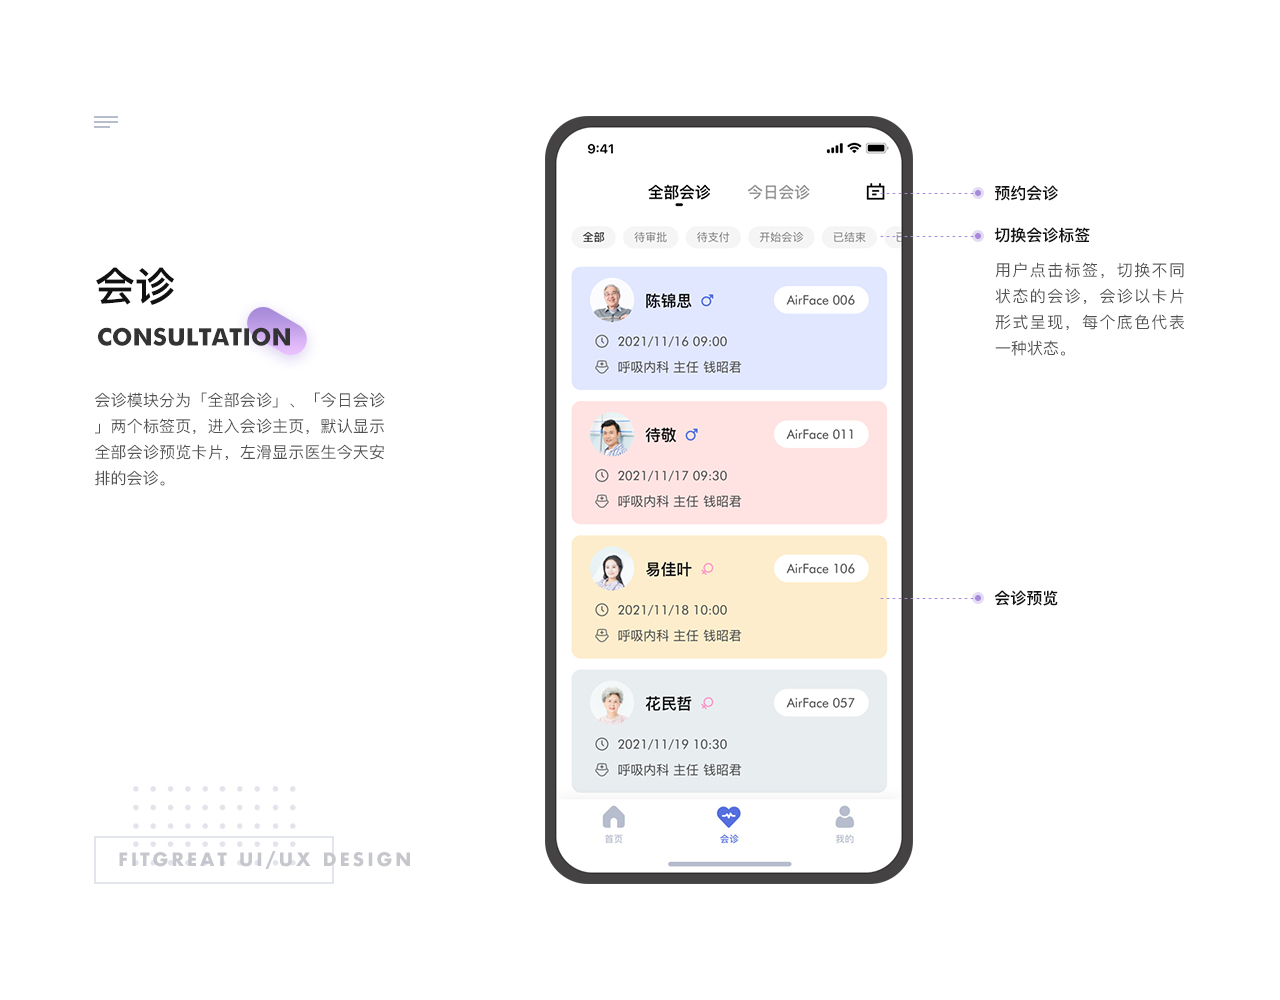 会诊
CONSULTATION
会诊模块分为「全部会诊」、「今日会诊
」两个标签页，进入会诊主页，默认显示
全部会诊预览卡片，左滑显示医生今天安
排的会诊。
FITGREAT UI/UX DESIGN
9:41
全部会诊 今日会诊
全部 待审批 待支付 开始会诊 已结束
陈锦思 AirFace 006
2021/11/16 09:00
呼吸内科 主任 钱昭君
待敬 AirFace 011
2021/11/17 09:30
呼吸内科 主任 钱昭君
易佳叶 AirFace 106
2021/11/18 10:00
呼吸内科 主任 钱昭君
花民哲 AirFace 057
2021/11/19 10:30
呼吸内科 主任 钱昭君
首页 会诊 我的
预约会诊
切换会诊标签
用户点击标签，切换不同
状态的会诊，会诊以卡片
形式呈现，每个底色代表
一种状态。
会诊预览